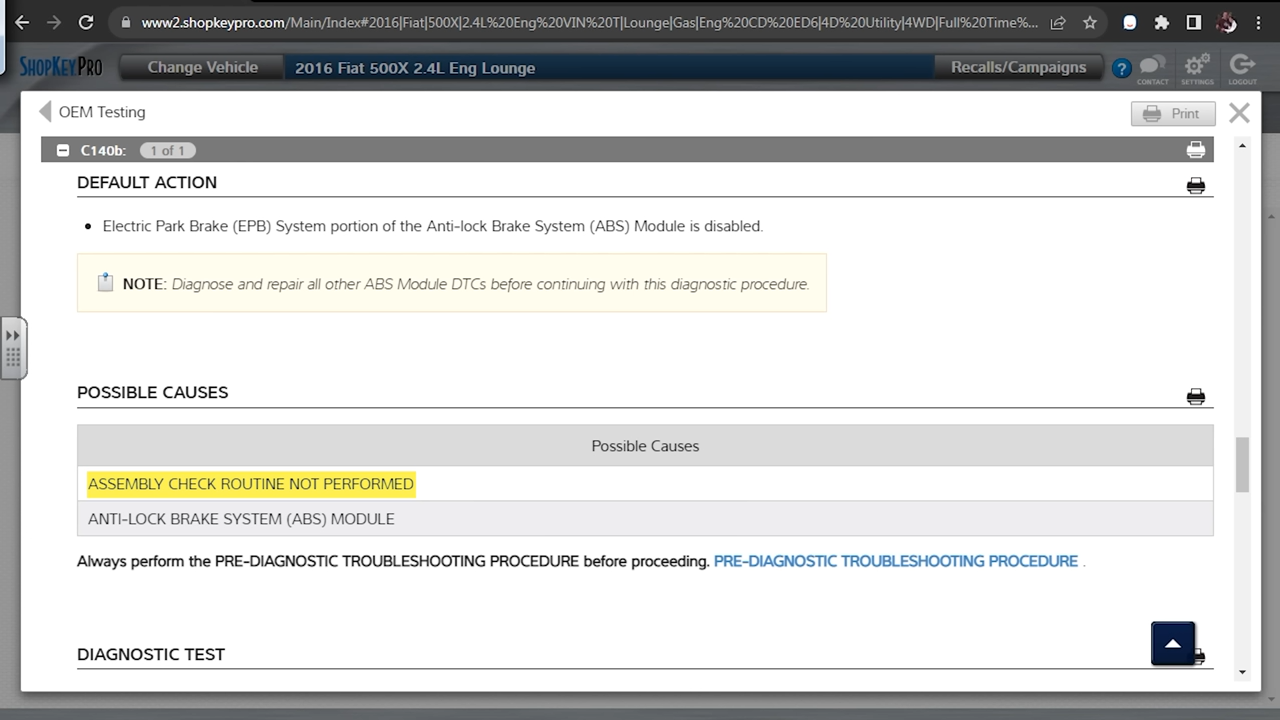 www2.shopkeypro.com/Main/Index#2016|Fiat|500X|2.4L%20Eng%20VIN%20T|Lounge|Gas|Eng%20CD%20ED6|4D%20Utility|4WD|Full%20Time%...
SHOPKEYPRO
Change Vehicle
2016 Fiat 500X 2.4L Eng Lounge
Recalls/Campaigns
?
CONTACT
SETTINGS
LOGOUT
OEM Testing
Print
C140b: 1 of 1
DEFAULT ACTION
• Electric Park Brake (EPB) System portion of the Anti-lock Brake System (ABS) Module is disabled.
NOTE: Diagnose and repair all other ABS Module DTCs before continuing with this diagnostic procedure.
POSSIBLE CAUSES
Possible Causes
ASSEMBLY CHECK ROUTINE NOT PERFORMED
ANTI-LOCK BRAKE SYSTEM (ABS) MODULE
Always perform the PRE-DIAGNOSTIC TROUBLESHOOTING PROCEDURE before proceeding. PRE-DIAGNOSTIC TROUBLESHOOTING PROCEDURE .
DIAGNOSTIC TEST